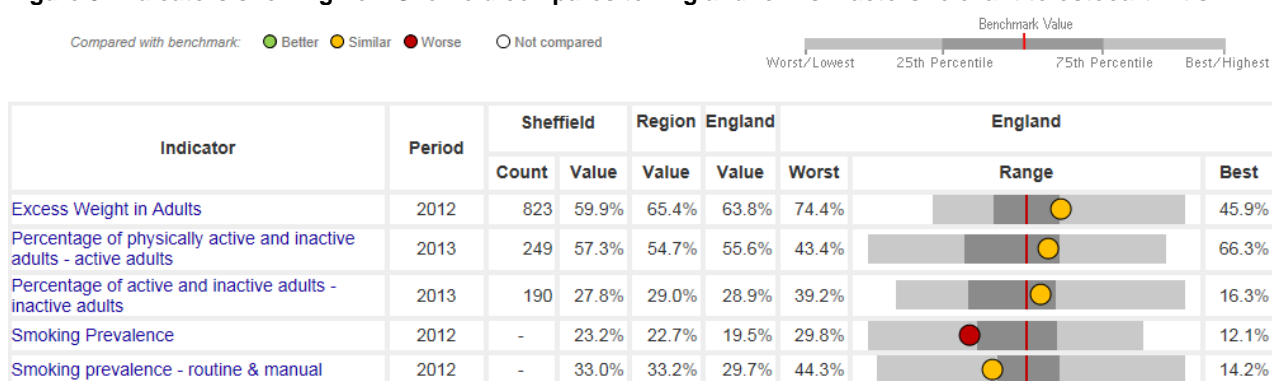 Compared with benchmark: Better Similar Worse Not compared
Benchmark Value
Worst/Lowest 25th Percentile 75th Percentile Best/Highest
Indicator Period Sheffield Region England England
Count Value Value Value Worst Range Best
Excess Weight in Adults 2012 823 59.9% 65.4% 63.8% 74.4% 45.9%
Percentage of physically active and inactive
adults - active adults 2013 249 57.3% 54.7% 55.6% 43.4% 66.3%
Percentage of active and inactive adults -
inactive adults 2013 190 27.8% 29.0% 28.9% 39.2% 16.3%
Smoking Prevalence 2012 - 23.2% 22.7% 19.5% 29.8% 12.1%
Smoking prevalence - routine & manual 2012 - 33.0% 33.2% 29.7% 44.3% 14.2%